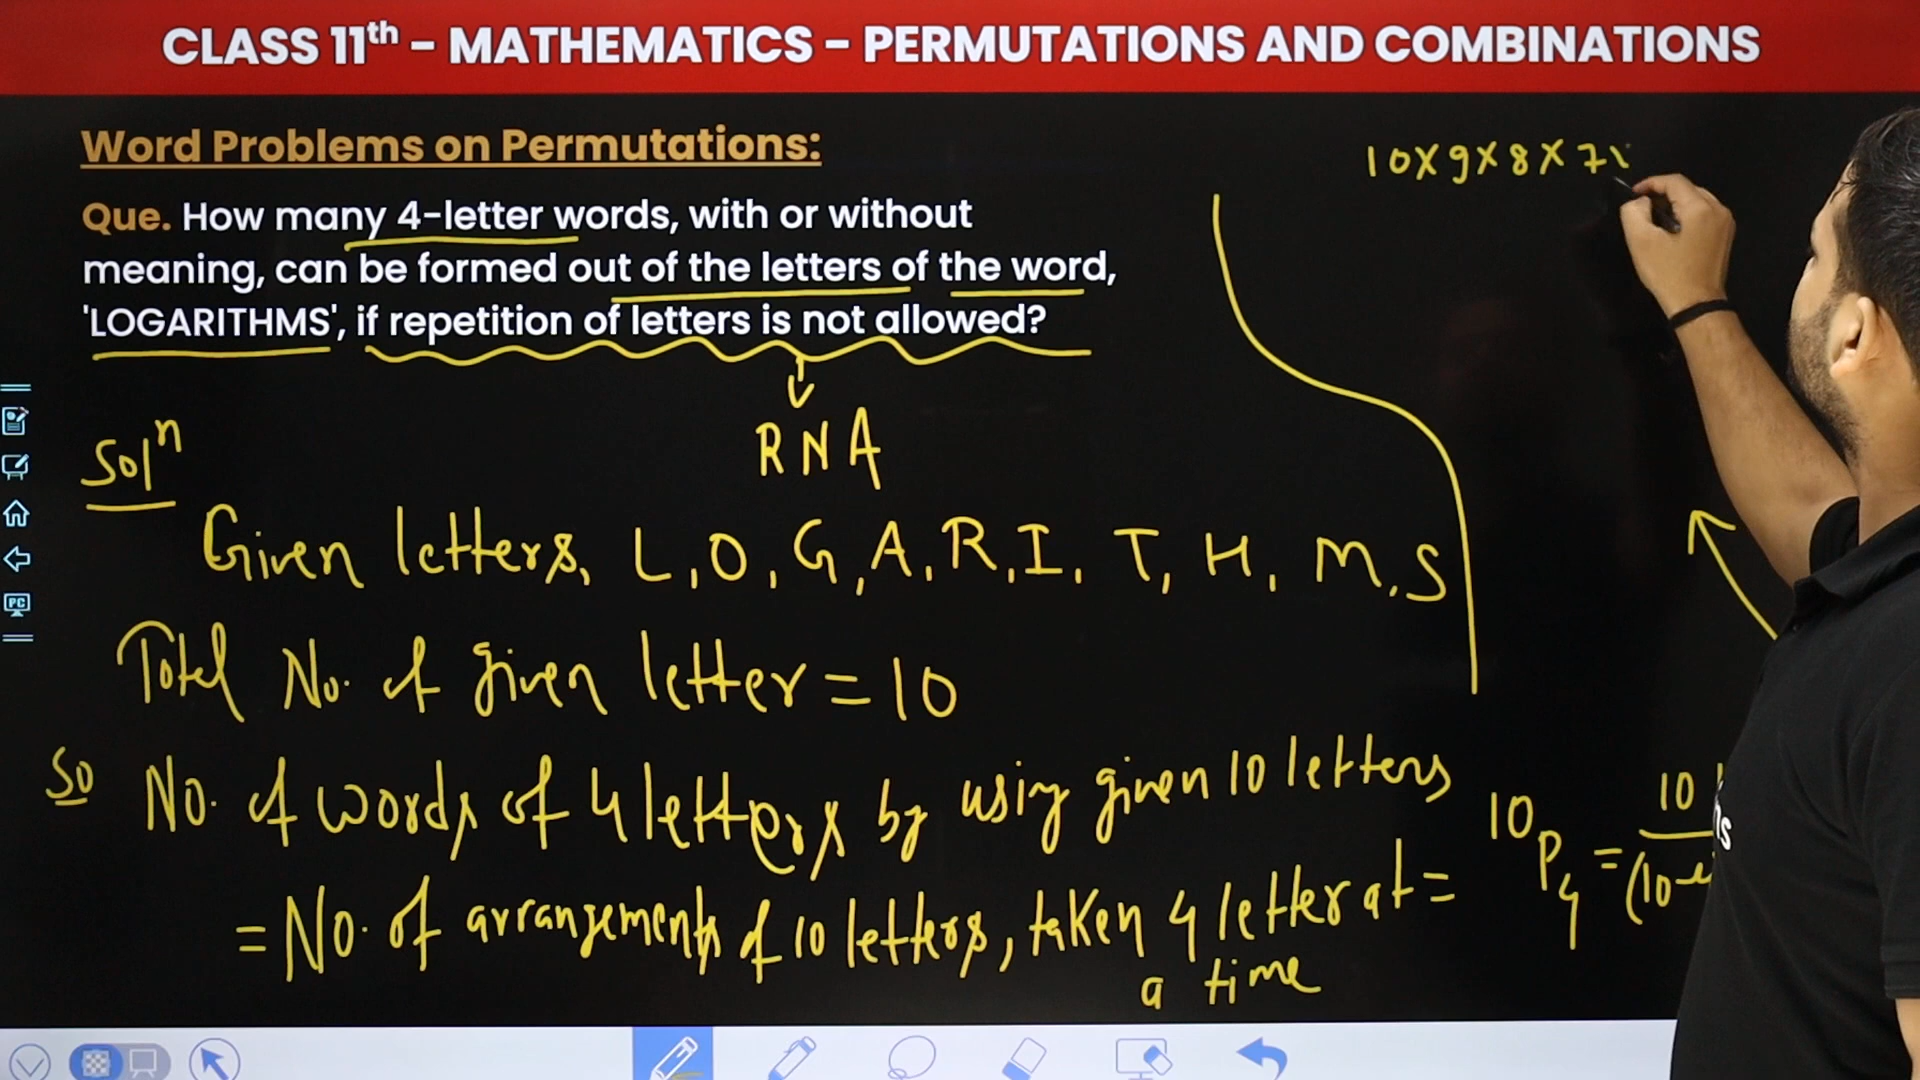 CLASS 11th - MATHEMATICS - PERMUTATIONS AND COMBINATIONS
Word Problems on Permutations:
Que. How many 4-letter words, with or without
meaning, can be formed out of the letters of the word,
'LOGARITHMS', if repetition of letters is not allowed?
10×9×8×7×
RNA
Solⁿ
Given letters, L, O, G, A, R, I, T, H, M, S
Total No. of given letter = 10
So No. of words of 4 letters by using given 10 letters
= No. of arrangements of 10 letters, taken 4 letter at = 10P4 = 10 / (10-
a time
PC